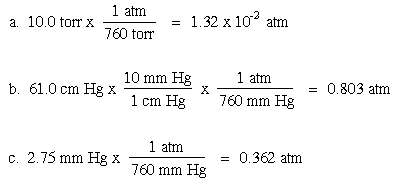 a. 10.0 torr x 1 atm / 760 torr = 1.32 x 10⁻² atm
b. 61.0 cm Hg x 10 mm Hg / 1 cm Hg x 1 atm / 760 mm Hg = 0.803 atm
c. 2.75 mm Hg x 1 atm / 760 mm Hg = 0.362 atm